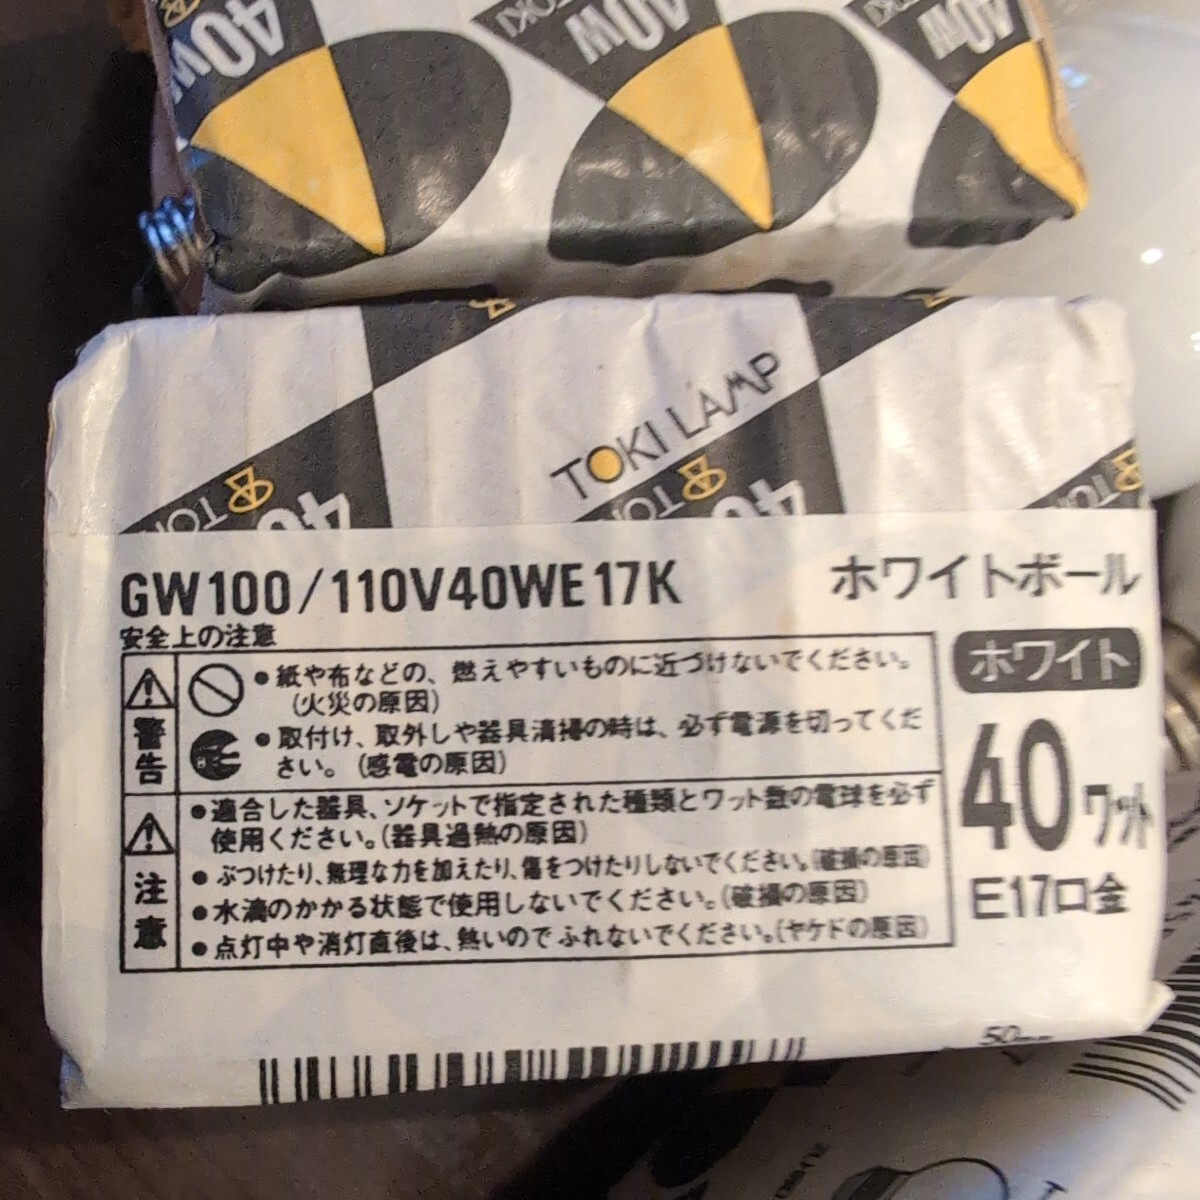 40W
40W
TOKI
40W
TOKI
TOKI LAMP
40
40
GW100/110V40WE17K
ホワイトボール
安全上の注意
警告
・紙や布などの、燃えやすいものに近づけないでください。
(火災の原因)
・取付け、取外しや器具清掃の時は、必ず電源を切ってくだ
さい。(感電の原因)
注意
・適合した器具、ソケットで指定された種類とワット数の電球を必ず
使用ください。(器具過熱の原因)
・ぶつけたり、無理な力を加えたり、傷をつけたりしないでください。(破損の原因)
・水滴のかかる状態で使用しないでください。(破損の原因)
・点灯中や消灯直後は、熱いのでふれないでください。(ヤケドの原因)
ホワイト
40ワット
E17口金